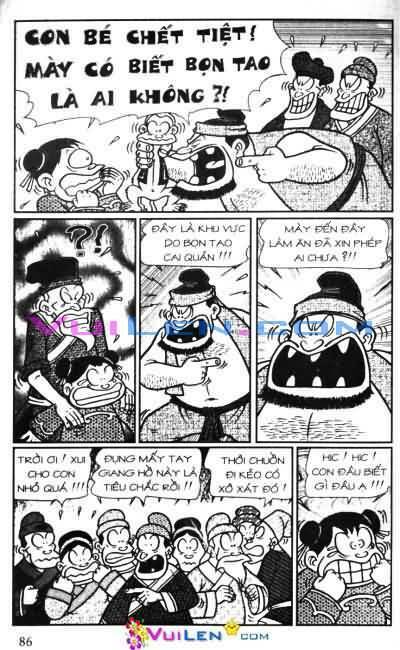 CON BÉ CHẾT TIỆT!
MÀY CÓ BIẾT BỌN TAO
LÀ AI KHÔNG?!
?!
ĐÂY LÀ KHU VỰC
DO BỌN TAO
CAI QUẢN!!!
MÀY ĐẾN ĐÂY
LÀM ĂN ĐÃ XIN PHÉP
AI CHƯA?!!
VUILEN.COM
TRỜI ƠI! XUI
CHO CON
NHỎ QUÁ!!!
ĐỤNG MẤY TAY
GIANG HỒ NÀY LÀ
TIÊU CHẮC RỒI!!
THÔI CHUỒN
ĐI KẺO CÓ
XÔ XÁT ĐÓ!
HIC! HIC!
CON ĐÂU BIẾT
GÌ ĐÂU Ạ!!!
86
VUILEN.COM